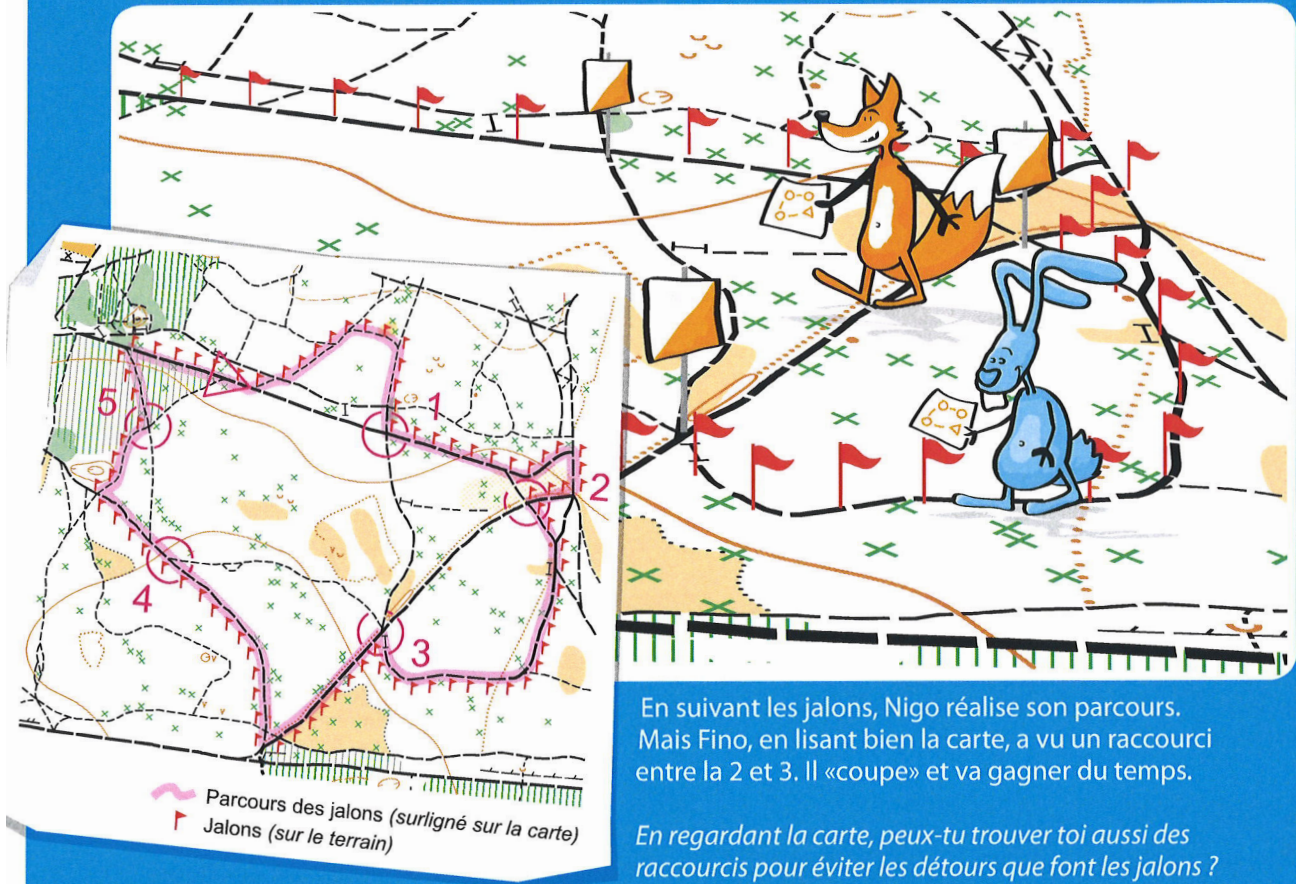 1
5
2
3
4
Parcours des jalons (surligné sur la carte)
Jalons (sur le terrain)
En suivant les jalons, Nigo réalise son parcours.
Mais Fino, en lisant bien la carte, a vu un raccourci
entre la 2 et 3. Il «coupe» et va gagner du temps.
En regardant la carte, peux-tu trouver toi aussi des
raccourcis pour éviter les détours que font les jalons ?